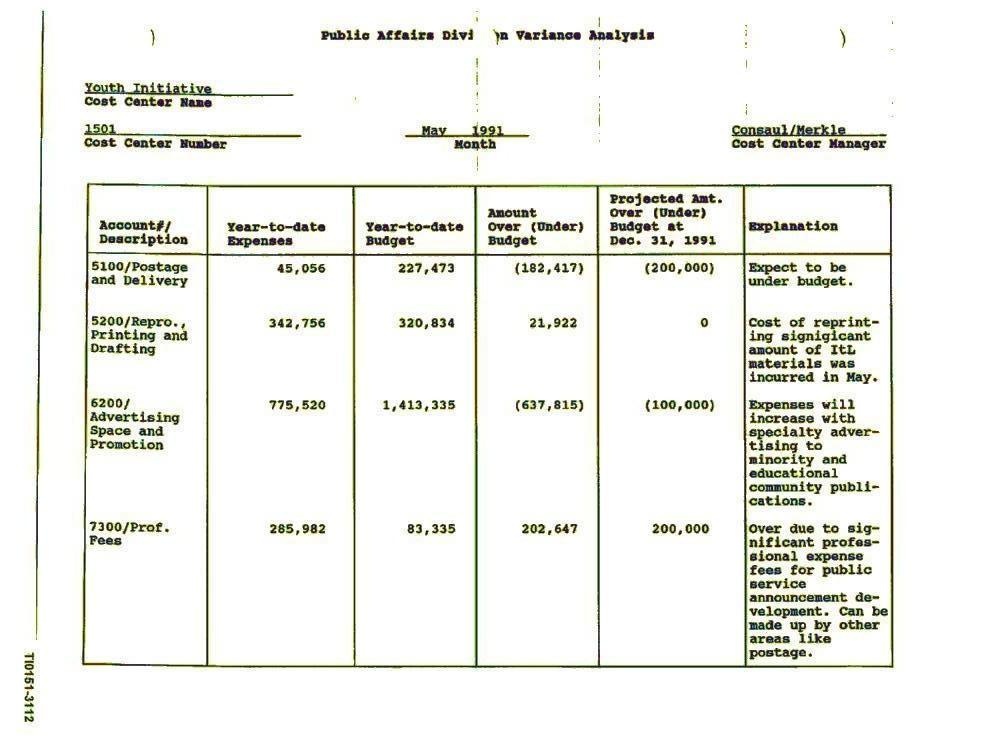 Public Affairs Divi n Variance Analysis
Youth Initiative
Cost Center Name
1501
Cost Center Number
May 1991
Month
Consaul/Merkle
Cost Center Manager
Account#/
Description
Year-to-date
Expenses
Year-to-date
Budget
Amount
Over (Under)
Budget
Projected Amt.
Over (Under)
Budget at
Dec. 31, 1991
Explanation
5100/Postage
and Delivery
45,056
227,473
(182,417)
(200,000)
Expect to be
under budget.
5200/Repro.,
Printing and
Drafting
342,756
320,834
21,922
0
Cost of reprint-
ing signigicant
amount of ItL
materials was
incurred in May.
6200/
Advertising
Space and
Promotion
775,520
1,413,335
(637,815)
(100,000)
Expenses will
increase with
specialty adver-
tising to
minority and
educational
community publi-
cations.
7300/Prof.
Fees
285,982
83,335
202,647
200,000
Over due to sig-
nificant profes-
sional expense
fees for public
service
announcement de-
velopment. Can be
made up by other
areas like
postage.
TI0151-3112